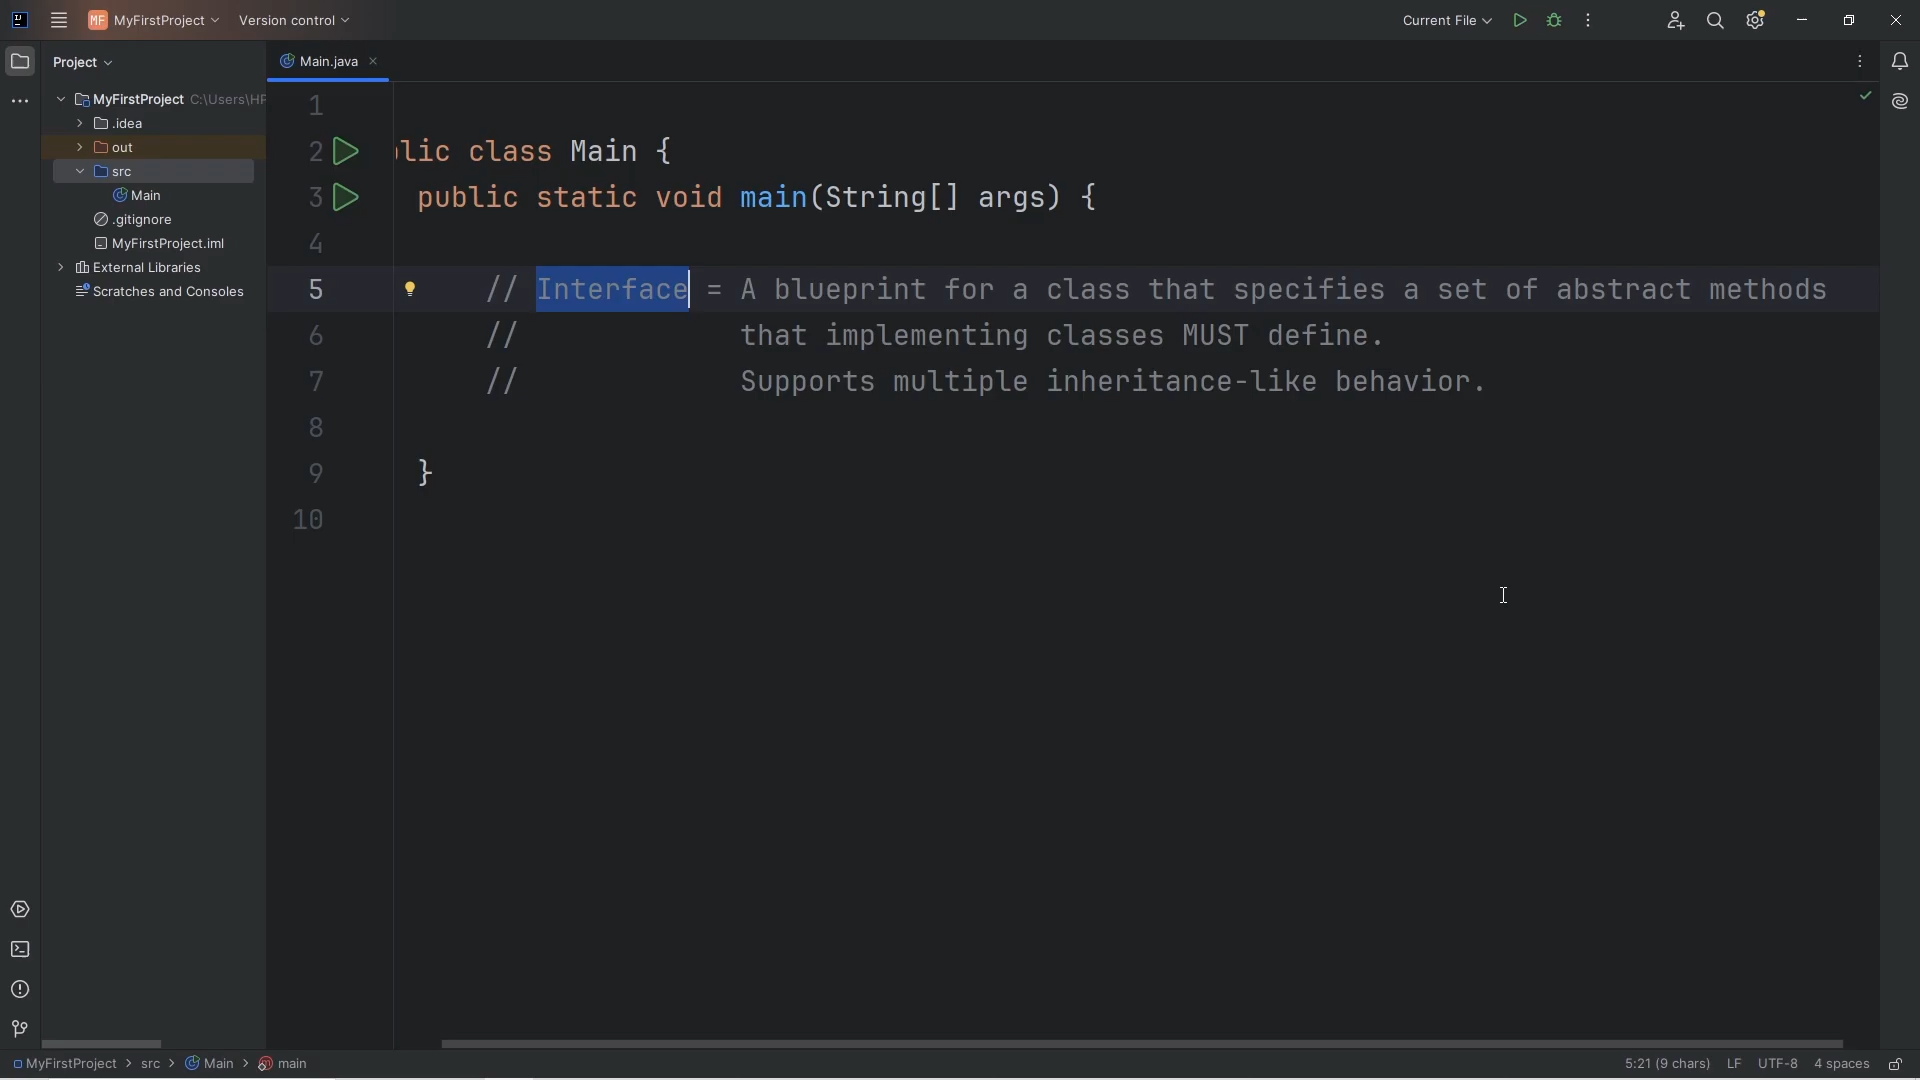 MF MyFirstProject Version control Current File
Project
Main.java
MyFirstProject C:\Users\HP
.idea
out
src
Main
.gitignore
MyFirstProject.iml
External Libraries
Scratches and Consoles
1
2 lic class Main {
3 public static void main(String[] args) {
4
5 // Interface = A blueprint for a class that specifies a set of abstract methods
6 // that implementing classes MUST define.
7 // Supports multiple inheritance-like behavior.
8
9 }
10
MyFirstProject > src > Main > main 5:21 (9 chars) LF UTF-8 4 spaces